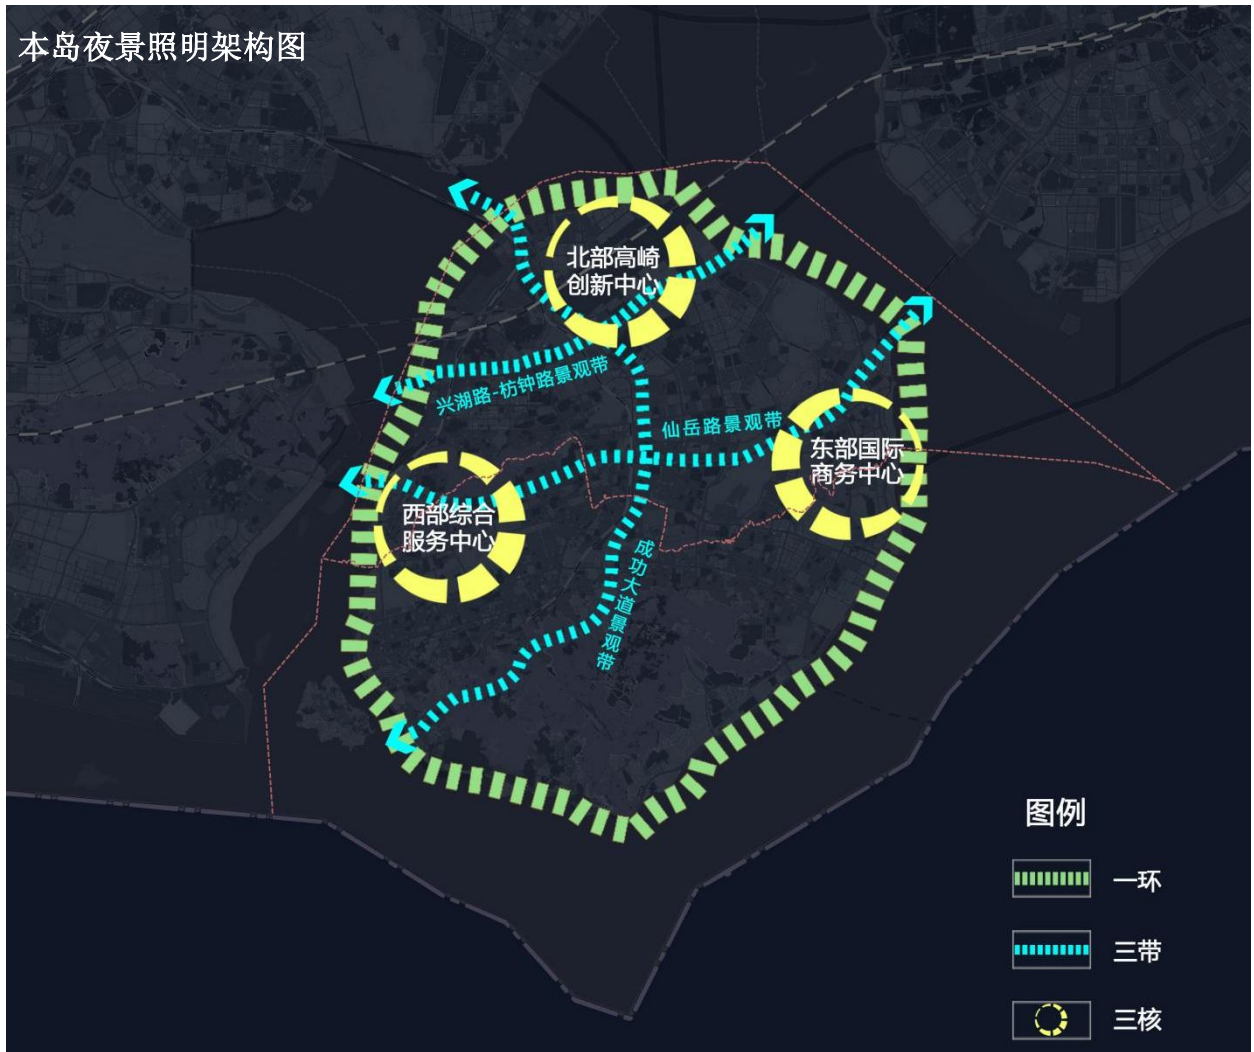 本岛夜景照明架构图
北部高崎
创新中心
兴湖路-枋钟路景观带
仙岳路景观带
东部国际
商务中心
西部综合
服务中心
成功大道景观带
图例
一环
三带
三核